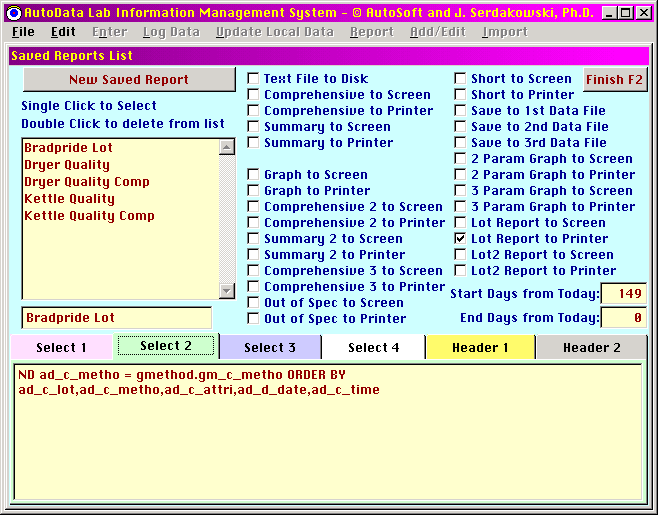 AutoData Lab Information Management System - © AutoSoft and J. Serdakowski, Ph.D.
File Edit Enter Log Data Update Local Data Report Add/Edit Import
Saved Reports List
New Saved Report
Single Click to Select
Double Click to delete from list
Bradpride Lot
Dryer Quality
Dryer Quality Comp
Kettle Quality
Kettle Quality Comp
Bradpride Lot
Text File to Disk
Comprehensive to Screen
Comprehensive to Printer
Summary to Screen
Summary to Printer
Graph to Screen
Graph to Printer
Comprehensive 2 to Screen
Comprehensive 2 to Printer
Summary 2 to Screen
Summary 2 to Printer
Comprehensive 3 to Screen
Comprehensive 3 to Printer
Out of Spec to Screen
Out of Spec to Printer
Short to Screen
Short to Printer
Save to 1st Data File
Save to 2nd Data File
Save to 3rd Data File
2 Param Graph to Screen
2 Param Graph to Printer
3 Param Graph to Screen
3 Param Graph to Printer
Lot Report to Screen
Lot Report to Printer
Lot2 Report to Screen
Lot2 Report to Printer
Finish F2
Start Days from Today: 149
End Days from Today: 0
Select 1 Select 2 Select 3 Select 4 Header 1 Header 2
ND ad_c_metho = gmethod.gm_c_metho ORDER BY
ad_c_lot,ad_c_metho,ad_c_attri,ad_d_date,ad_c_time